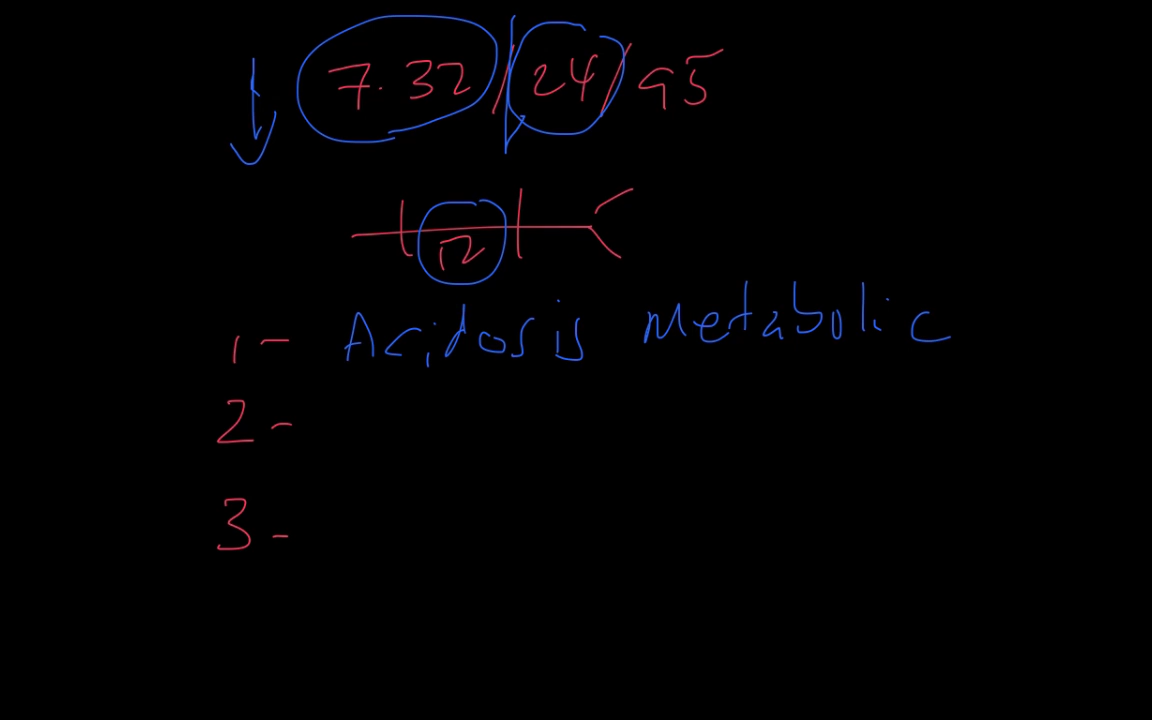 7.32 / 24 / 95
12
1- Acidosis Metabolic
2-
3-